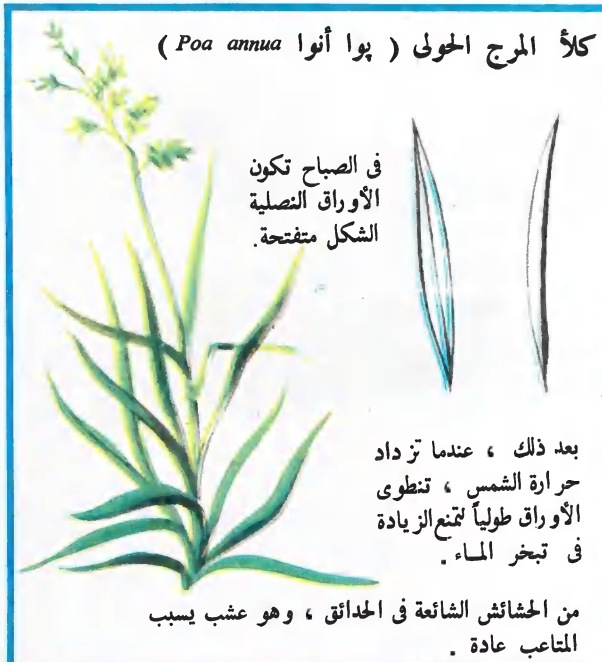 كلأ المرج الحولى ( پوا أنوا Poa annua )
فى الصباح تكون
الأوراق النصلية
الشكل متفتحة.
بعد ذلك ، عندما تزداد
حرارة الشمس ، تنطوى
الأوراق طولياً لتمنع الزيادة
فى تبخر الماء .
من الحشائش الشائعة فى الحدائق ، وهو عشب يسبب
المتاعب عادة .